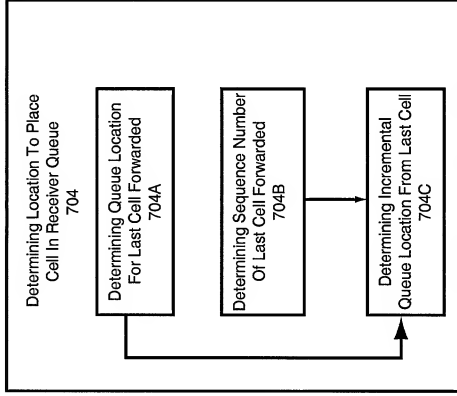 Determining Location To Place
Cell In Receiver Queue
704
Determining Queue Location
For Last Cell Forwarded
704A
Determining Sequence Number
Of Last Cell Forwarded
704B
Determining Incremental
Queue Location From Last Cell
704C